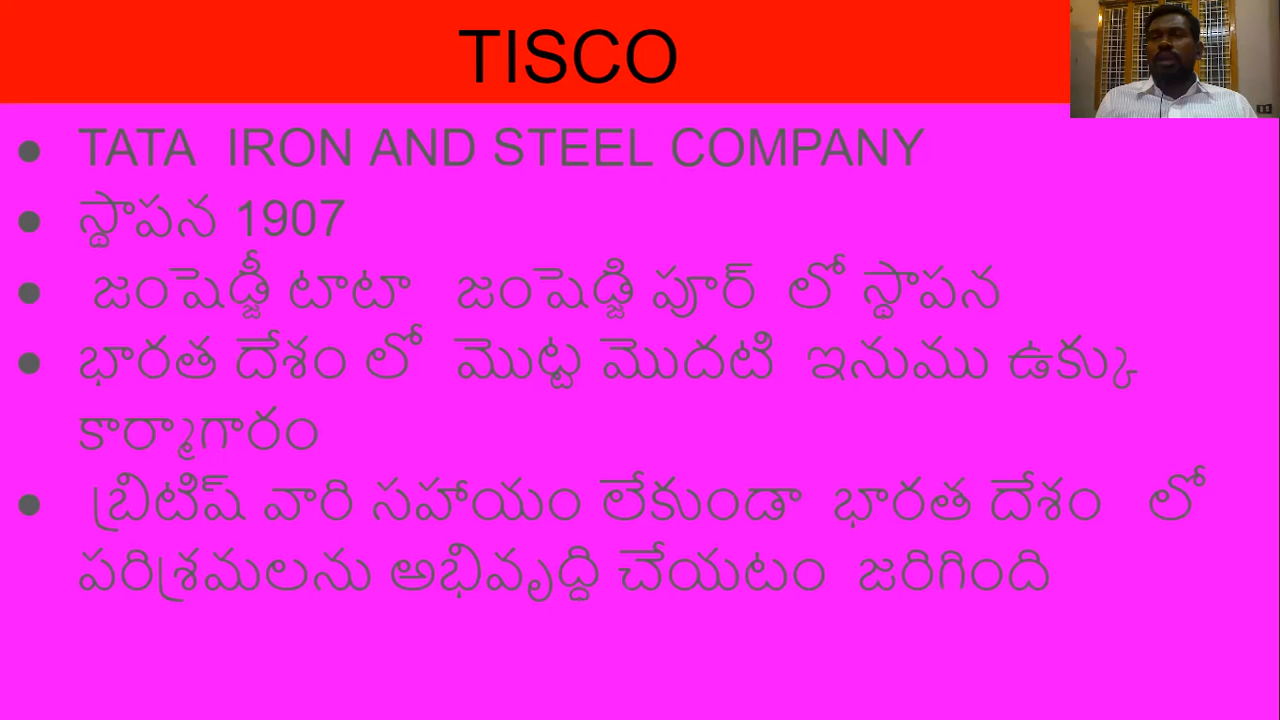 TISCO
● TATA IRON AND STEEL COMPANY
● స్థాపన 1907
● జంషెడ్జీ టాటా జంషెడ్జి పూర్ లో స్థాపన
● భారత దేశం లో మొట్ట మొదటి ఇనుము ఉక్కు
కార్మాగారం
● బ్రిటిష్ వారి సహాయం లేకుండా భారత దేశం లో
పరిశ్రమలను అభివృద్ది చేయటం జరిగింది